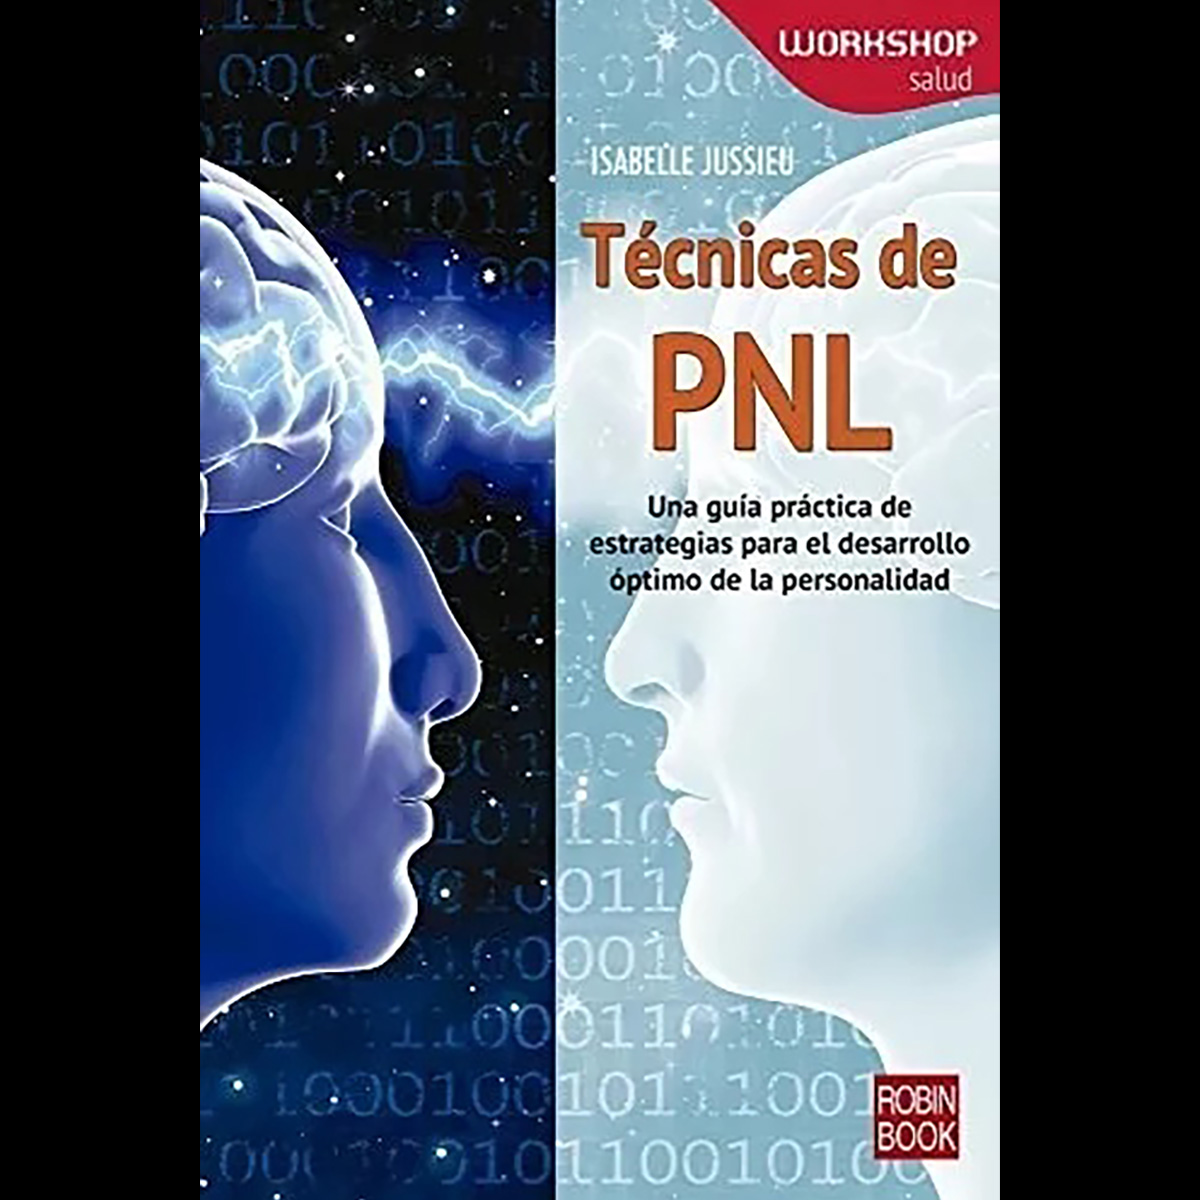 WORKSHOP
salud
ISABELLE JUSSIEU
Técnicas de
PNL
Una guía práctica de
estrategias para el desarrollo
óptimo de la personalidad
ROBIN
BOOK